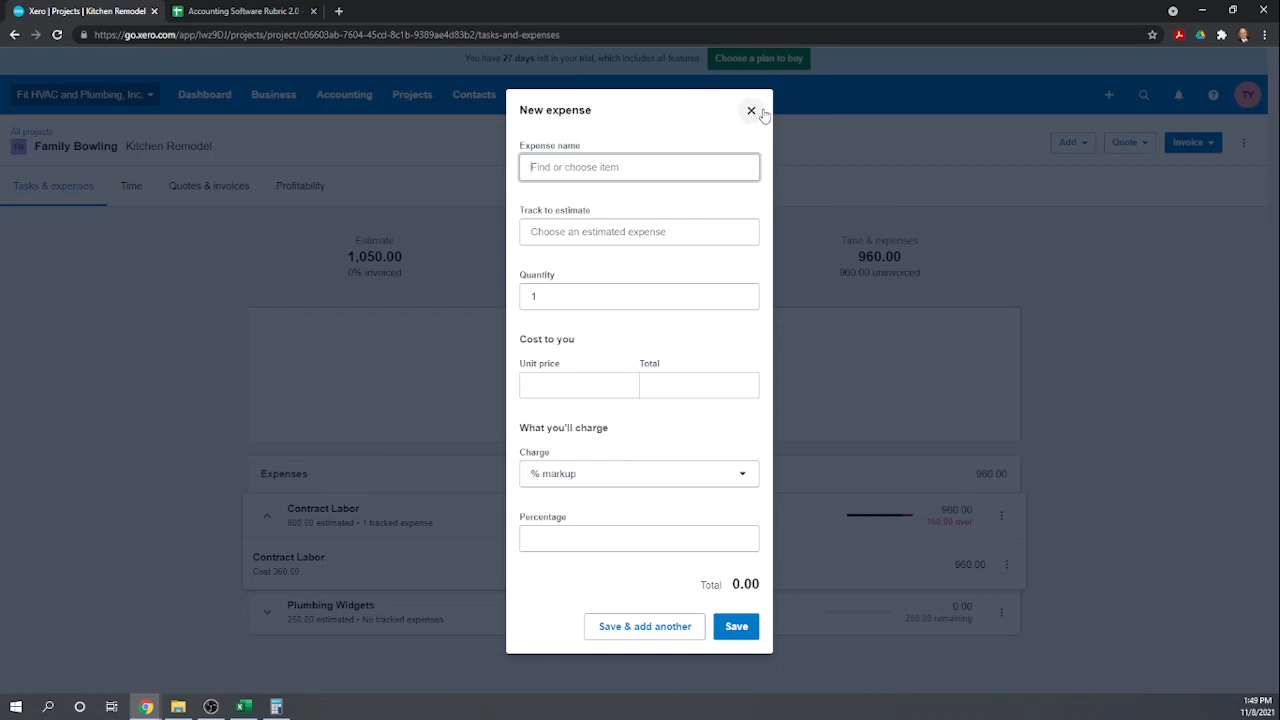 Xero | Projects | Kitchen Remodel
Accounting Software Rubric 2.0 -
https://go.xero.com/app/lwz9D/projects/project/c06603ab-7604-45cd-8c1b-9389ae4d83b2/tasks-and-expenses
You have 27 days left in your trial, which includes all features
Choose a plan to buy
Fit HVAC and Plumbing, Inc.
Dashboard
Business
Accounting
Projects
Contacts
TY
All projects
FB
Family Bowling Kitchen Remodel
Add
Quote
Invoice
Tasks & expenses
Time
Quotes & invoices
Profitability
Estimate
1,050.00
0% invoiced
Time & expenses
960.00
960.00 uninvoiced
New expense
Expense name
Find or choose item
Track to estimate
Choose an estimated expense
Quantity
1
Cost to you
Unit price
Total
What you'll charge
Charge
% markup
Percentage
Total 0.00
Save & add another
Save
Expenses
960.00
Contract Labor
800.00 estimated • 1 tracked expense
960.00
160.00 over
Contract Labor
Cost 360.00
960.00
Plumbing Widgets
250.00 estimated • No tracked expenses
0.00
250.00 remaining
1:49 PM
11/8/2021